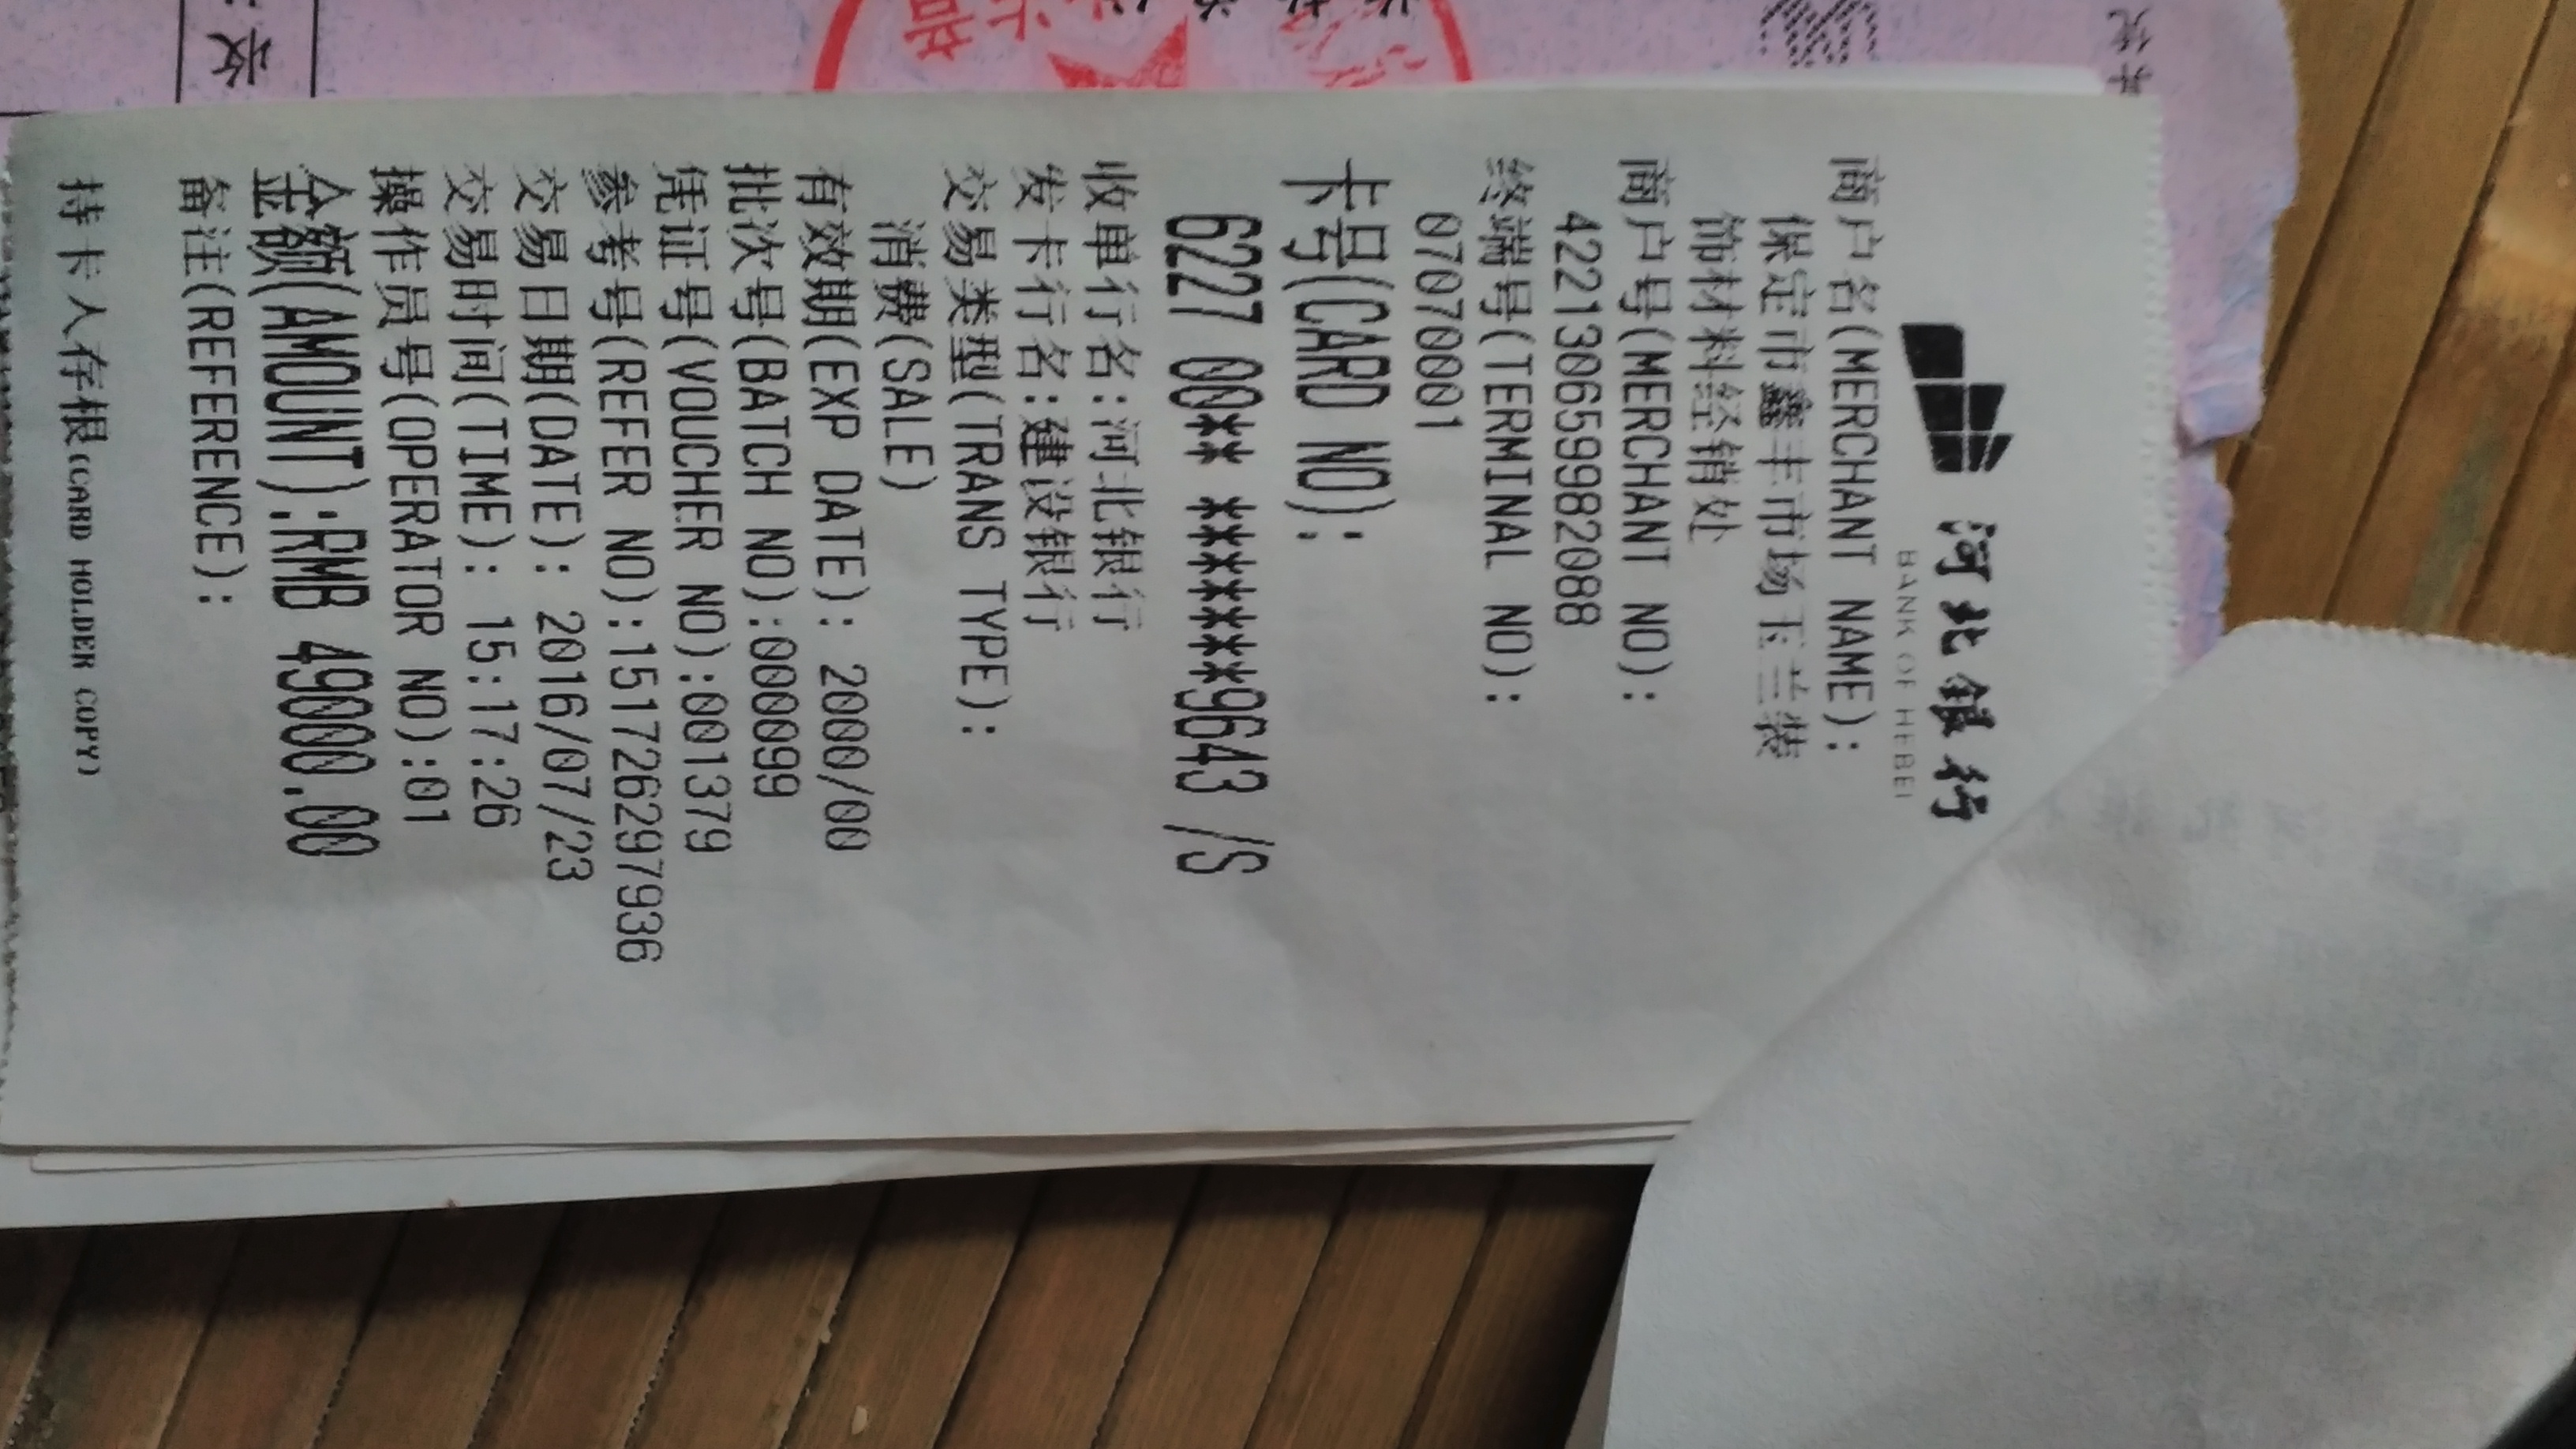 河北银行
BANK OF HEBEI
商户名(MERCHANT NAME):
保定市鑫丰市场玉兰装
饰材料经销处
商户号(MERCHANT NO):
422130659982088
终端号(TERMINAL NO):
07070001
卡号(CARD NO):
6227 00** ******9643 /S
收单行名:河北银行
发卡行名:建设银行
交易类型(TRANS TYPE):
消费(SALE)
有效期(EXP DATE): 2000/00
批次号(BATCH NO):000099
凭证号(VOUCHER NO):001379
参考号(REFER NO):151726297936
交易日期(DATE): 2016/07/23
交易时间(TIME): 15:17:26
操作员号(OPERATOR NO):01
金额(AMOUNT):RMB 49000.00
备注(REFERENCE):
持卡人存根(CARD HOLDER COPY)